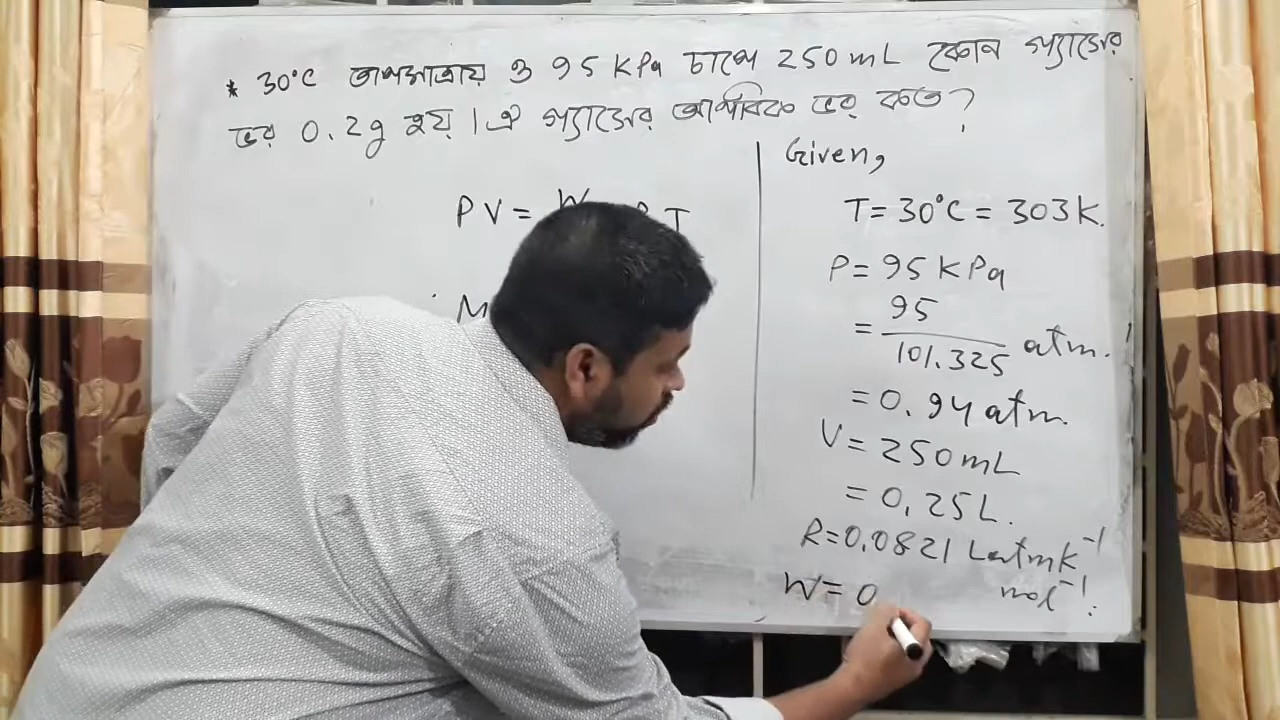 * 30°C তাপমাত্রায় ও 95 kPa চাপে 250 mL কোন গ্যাসের
ভর 0.2g হয়। ঐ গ্যাসের আণবিক ভর কত?
PV = W R T
M
Given,
T = 30°C = 303 K.
P = 95 kPa
= 95
101.325 atm.
= 0.94 atm.
V = 250 mL
= 0.25 L.
R = 0.0821 L atm K⁻¹
mol⁻¹.
W = 0